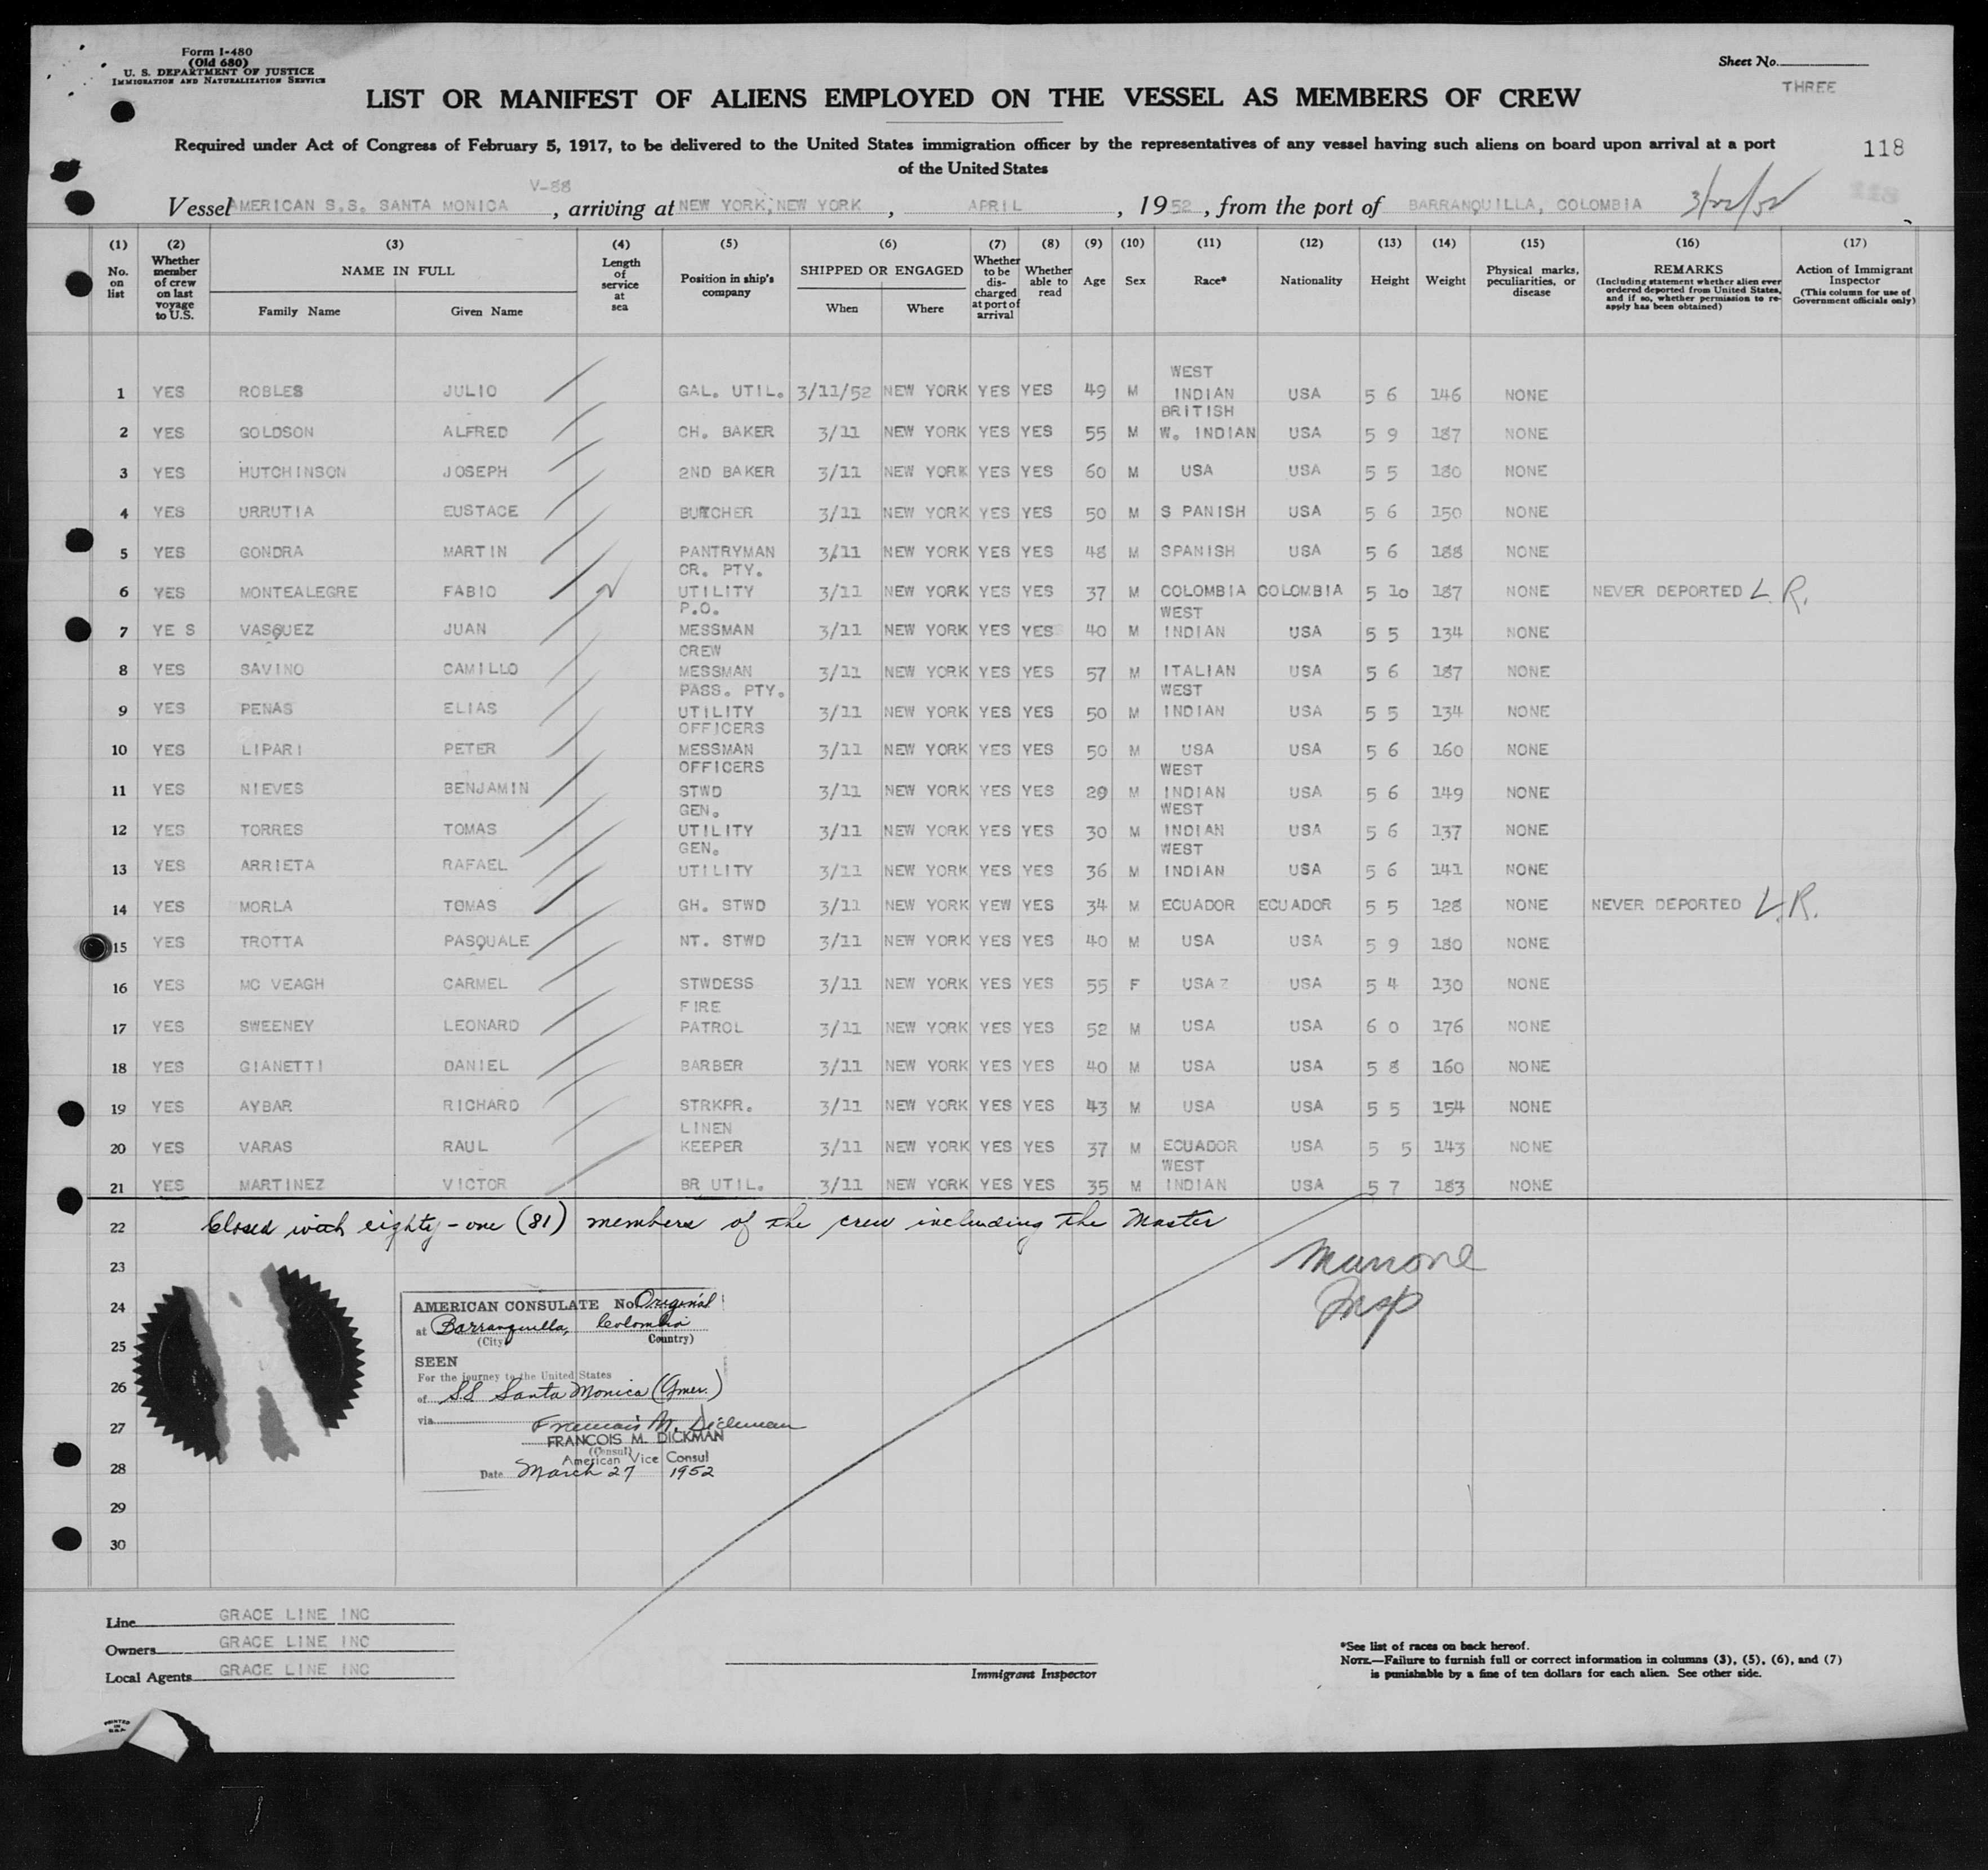 Form I-480
(Old 680)
U. S. DEPARTMENT OF JUSTICE
IMMIGRATION AND NATURALIZATION SERVICE
Sheet No.
THREE
LIST OR MANIFEST OF ALIENS EMPLOYED ON THE VESSEL AS MEMBERS OF CREW
Required under Act of Congress of February 5, 1917, to be delivered to the United States immigration officer by the representatives of any vessel having such aliens on board upon arrival at a port
of the United States
118
V-88
Vessel AMERICAN S.S. SANTA MONICA, arriving at NEW YORK, NEW YORK, APRIL, 1952, from the port of BARRANQUILLA, COLOMBIA
118
(1) (2) (3) (4) (5) (6) (7) (8) (9) (10) (11) (12) (13) (14) (15) (16) (17)
No. on list
Whether member of crew on last voyage to U.S.
NAME IN FULL
Family Name
Given Name
Length of service at sea
Position in ship's company
SHIPPED OR ENGAGED
When
Where
Whether to be discharged at port of arrival
Whether able to read
Age
Sex
Race*
Nationality
Height
Weight
Physical marks, peculiarities, or disease
REMARKS
(Including statement whether alien ever ordered deported from United States, and if so, whether permission to re-apply has been obtained)
Action of Immigrant Inspector
(This column for use of Government officials only)
1 YES ROBLES JULIO GAL. UTIL. 3/11/52 NEW YORK YES YES 49 M WEST INDIAN USA 5 6 146 NONE
2 YES GOLDSON ALFRED CH. BAKER 3/11 NEW YORK YES YES 55 M BRITISH W. INDIAN USA 5 9 187 NONE
3 YES HUTCHINSON JOSEPH 2ND BAKER 3/11 NEW YORK YES YES 60 M USA USA 5 5 180 NONE
4 YES URRUTIA EUSTACE BUTCHER 3/11 NEW YORK YES YES 50 M S PANISH USA 5 6 150 NONE
5 YES GONDRA MARTIN PANTRYMAN 3/11 NEW YORK YES YES 48 M SPANISH USA 5 6 188 NONE
6 YES MONTEALEGRE FABIO CR. PTY. UTILITY 3/11 NEW YORK YES YES 37 M COLOMBIA COLOMBIA 5 10 187 NONE NEVER DEPORTED L.R.
7 YE S VASQUEZ JUAN P.O. MESSMAN 3/11 NEW YORK YES YES 40 M WEST INDIAN USA 5 5 134 NONE
8 YES SAVINO CAMILLO CREW MESSMAN 3/11 NEW YORK YES YES 57 M ITALIAN USA 5 6 187 NONE
9 YES PENAS ELIAS PASS. PTY. UTILITY 3/11 NEW YORK YES YES 50 M WEST INDIAN USA 5 5 134 NONE
10 YES LIPARI PETER OFFICERS MESSMAN 3/11 NEW YORK YES YES 50 M USA USA 5 6 160 NONE
11 YES NIEVES BENJAMIN OFFICERS STWD 3/11 NEW YORK YES YES 29 M WEST INDIAN USA 5 6 149 NONE
12 YES TORRES TOMAS GEN. UTILITY 3/11 NEW YORK YES YES 30 M WEST INDIAN USA 5 6 137 NONE
13 YES ARRIETA RAFAEL GEN. UTILITY 3/11 NEW YORK YES YES 36 M WEST INDIAN USA 5 6 141 NONE
14 YES MORLA TOMAS GH. STWD 3/11 NEW YORK YEW YES 34 M ECUADOR ECUADOR 5 5 128 NONE NEVER DEPORTED L.R.
15 YES TROTTA PASQUALE NT. STWD 3/11 NEW YORK YES YES 40 M USA USA 5 9 180 NONE
16 YES MC VEAGH CARMEL STWDESS 3/11 NEW YORK YES YES 55 F USA USA 5 4 130 NONE
17 YES SWEENEY LEONARD FIRE PATROL 3/11 NEW YORK YES YES 52 M USA USA 6 0 176 NONE
18 YES GIANETTI DANIEL BARBER 3/11 NEW YORK YES YES 40 M USA USA 5 8 160 NONE
19 YES AYBAR RICHARD STRKPR. 3/11 NEW YORK YES YES 43 M USA USA 5 5 154 NONE
20 YES VARAS RAUL LINEN KEEPER 3/11 NEW YORK YES YES 37 M ECUADOR USA 5 5 143 NONE
21 YES MARTINEZ VICTOR BR UTIL. 3/11 NEW YORK YES YES 35 M WEST INDIAN USA 5 7 183 NONE
22 Closed with eighty-one (81) members of the crew including the Master
23
24
25
26
27
28
29
30
Insp
AMERICAN CONSULATE No. Original
at Barranquilla, Colombia
(City Country)
SEEN
For the journey to the United States
of S.S. Santa Monica (Amer.)
via
Francois M. Dickman
FRANCOIS M. DICKMAN
(Consul)
American Vice Consul
Date March 27 1952
Line GRACE LINE INC
Owners GRACE LINE INC
Local Agents GRACE LINE INC
Immigrant Inspector
*See list of races on back hereof.
NOTE.—Failure to furnish full or correct information in columns (3), (5), (6), and (7)
is punishable by a fine of ten dollars for each alien. See other side.
PRINTED
IN
U.S.A.